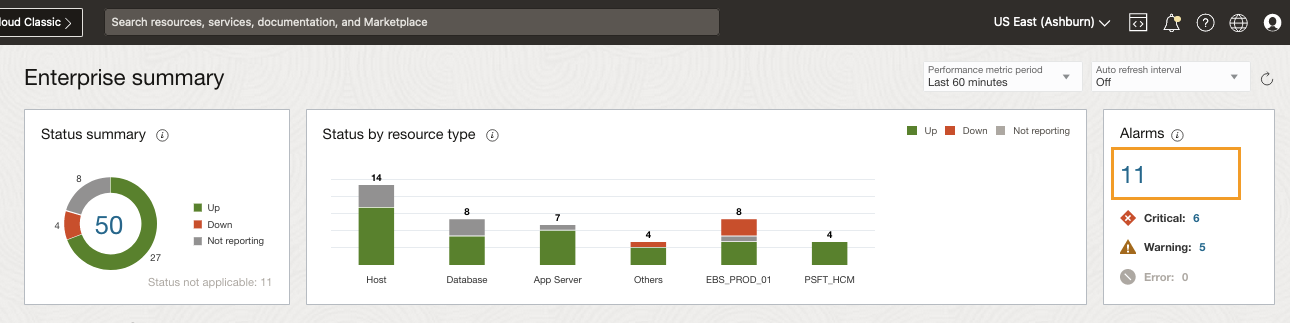 loud Classic
Search resources, services, documentation, and Marketplace
US East (Ashburn)
Enterprise summary
Performance metric period
Last 60 minutes
Auto refresh interval
Off
Status summary
8
4
50
27
Up
Down
Not reporting
Status not applicable: 11
Status by resource type
Up
Down
Not reporting
14
8
7
4
8
4
Host
Database
App Server
Others
EBS_PROD_01
PSFT_HCM
Alarms
11
Critical: 6
Warning: 5
Error: 0